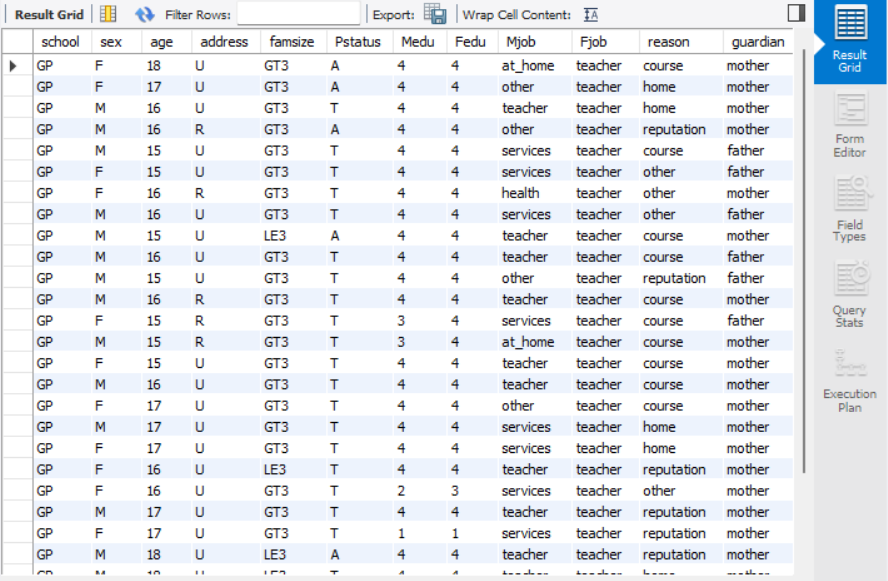 Result Grid Filter Rows: Export: Wrap Cell Content: IA
school sex age address famsize Pstatus Medu Fedu Mjob Fjob reason guardian
GP F 18 U GT3 A 4 4 at_home teacher course mother
GP F 17 U GT3 A 4 4 other teacher home mother
GP M 16 U GT3 T 4 4 teacher teacher home mother
GP M 16 R GT3 A 4 4 other teacher reputation mother
GP M 15 U GT3 T 4 4 services teacher course father
GP F 15 U GT3 T 4 4 services teacher other father
GP F 16 R GT3 T 4 4 health teacher other mother
GP M 16 U GT3 T 4 4 services teacher other father
GP M 15 U LE3 A 4 4 teacher teacher course mother
GP M 16 U GT3 T 4 4 teacher teacher course father
GP M 15 U GT3 T 4 4 other teacher reputation mother
GP M 16 R GT3 T 4 4 teacher teacher course mother
GP F 15 R GT3 T 3 4 services teacher course father
GP M 15 R GT3 T 3 4 at_home teacher course mother
GP F 15 U GT3 T 4 4 teacher teacher course mother
GP M 16 U GT3 T 4 4 teacher teacher course mother
GP F 17 U GT3 T 4 4 other teacher course mother
GP M 17 U GT3 T 4 4 services teacher home mother
GP F 17 U GT3 T 4 4 services teacher home mother
GP F 16 U LE3 T 4 4 teacher teacher reputation mother
GP F 16 U GT3 T 2 3 services teacher other mother
GP M 17 U GT3 T 4 4 teacher teacher reputation mother
GP F 17 U GT3 T 1 1 services teacher reputation mother
GP M 18 U LE3 A 4 4 teacher teacher reputation mother
Result
Grid
Form
Editor
Field
Types
Query
Stats
Execution
Plan